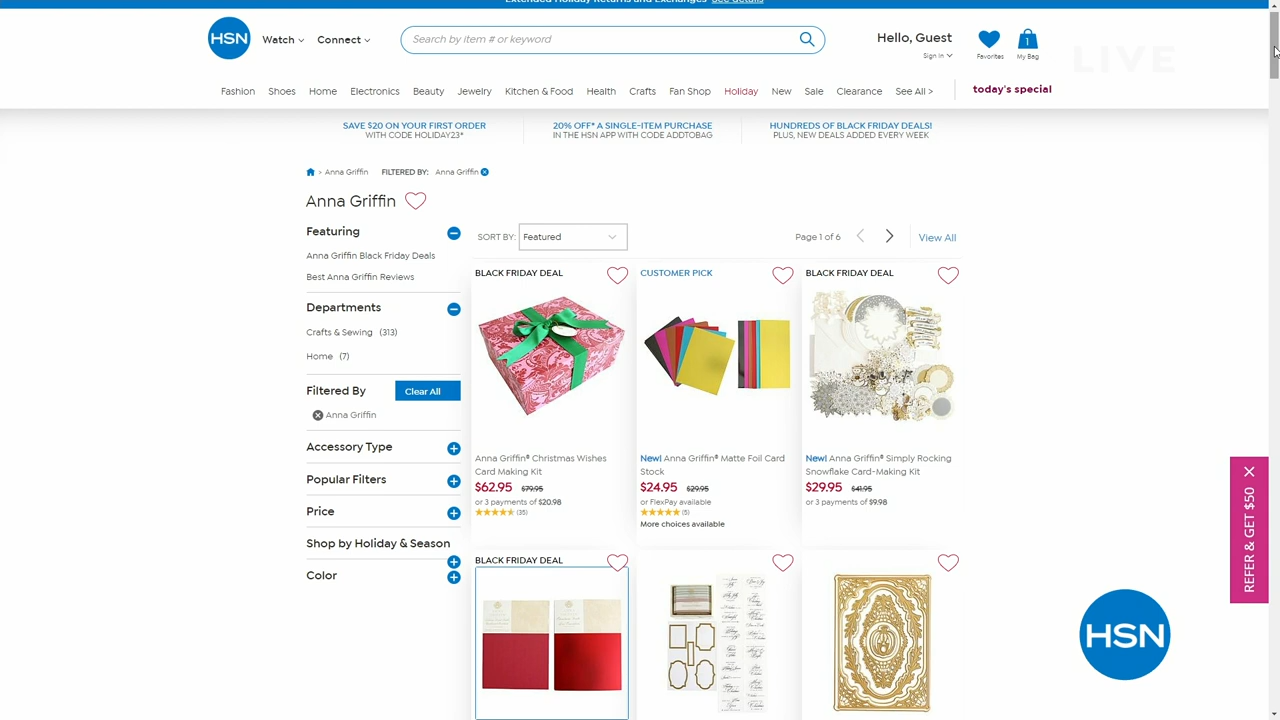 Extended Holiday Returns and Exchanges See details
HSN
Watch
Connect
Search by item # or keyword
Hello, Guest
Sign In
Favorites
1
My Bag
LIVE
Fashion Shoes Home Electronics Beauty Jewelry Kitchen & Food Health Crafts Fan Shop Holiday New Sale Clearance See All > today's special
SAVE $20 ON YOUR FIRST ORDER
WITH CODE HOLIDAY23*
20% OFF* A SINGLE-ITEM PURCHASE
IN THE HSN APP WITH CODE ADDTOBAG
HUNDREDS OF BLACK FRIDAY DEALS!
PLUS, NEW DEALS ADDED EVERY WEEK
> Anna Griffin FILTERED BY: Anna Griffin
Anna Griffin
Featuring
Anna Griffin Black Friday Deals
Best Anna Griffin Reviews
Departments
Crafts & Sewing (313)
Home (7)
Filtered By
Clear All
Anna Griffin
Accessory Type
Popular Filters
Price
Shop by Holiday & Season
Color
SORT BY: Featured
Page 1 of 6
View All
BLACK FRIDAY DEAL
Anna Griffin® Christmas Wishes
Card Making Kit
$62.95 $79.95
or 3 payments of $20.98
(35)
CUSTOMER PICK
New! Anna Griffin® Matte Foil Card
Stock
$24.95 $29.95
or FlexPay available
(5)
More choices available
BLACK FRIDAY DEAL
New! Anna Griffin® Simply Rocking
Snowflake Card-Making Kit
$29.95 $41.95
or 3 payments of $9.98
BLACK FRIDAY DEAL
REFER & GET $50
HSN